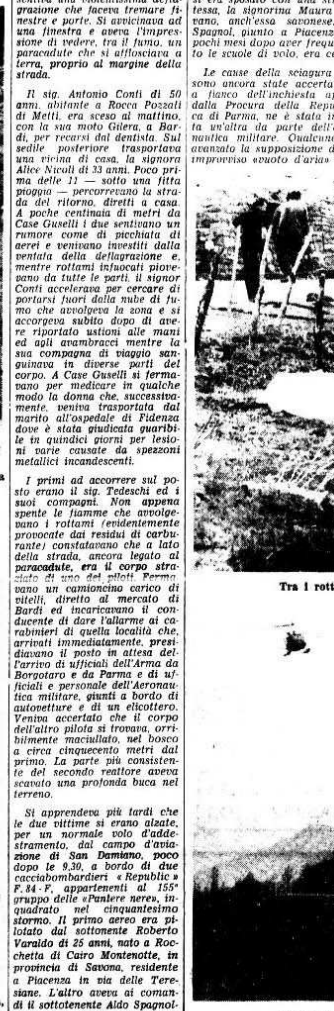 sentiva una violentissima defla-
grazione che faceva tremare fi-
nestre e porte. Si avvicinava ad
una finestra e aveva l'impres-
sione di vedere, tra il fumo, un
paracadute che si afflosciava a
terra, proprio al margine della
strada.
Il sig. Antonio Conti di 50
anni, abitante a Rocca Pozzali
di Metti, era sceso al mattino,
con la sua moto Gilera, a Bar-
di, per recarsi dal dentista. Sul
sedile posteriore trasportava
una vicina di casa, la signora
Alice Nicoli di 33 anni. Poco pri-
ma delle 11 — sotto una fitta
pioggia — percorrevano la stra-
da del ritorno, diretti a casa.
A poche centinaia di metri da
Case Guselli i due sentivano un
rumore come di picchiata di
aerei e venivano investiti dalla
ventata della deflagrazione e,
mentre rottami infuocati piove-
vano da tutte le parti, il signor
Conti accelerava per cercare di
portarsi fuori dalla nube di fu-
mo che avvolgeva la zona e si
accorgeva subito dopo di ave-
re riportato ustioni alle mani
ed agli avambracci mentre la
sua compagna di viaggio san-
guinava in diverse parti del
corpo. A Case Guselli si ferma-
vano per medicare in qualche
modo la donna che, successiva-
mente, veniva trasportata dal
marito all'ospedale di Fidenza
dove è stata giudicata guaribi-
le in quindici giorni per lesio-
ni varie causate da spezzoni
metallici incandescenti.
I primi ad accorrere sul po-
sto erano il sig. Tedeschi ed i
suoi compagni. Non appena
spente le fiamme che avvolge-
vano i rottami (evidentemente
provocate dai residui di carbu-
rante) constatavano che a lato
della strada, ancora legato al
paracadute, era il corpo stra-
ziato di uno dei piloti. Ferma-
vano un camioncino carico di
vitelli, diretto al mercato di
Bardi ed incaricavano il con-
ducente di dare l'allarme ai ca-
rabinieri di quella località che,
arrivati immediatamente, presi-
diavano il posto in attesa del-
l'arrivo di ufficiali dell'Arma da
Borgotaro e da Parma e di uf-
ficiali e personale dell'Aeronau-
tica militare, giunti a bordo di
autovetture e di un elicottero.
Veniva accertato che il corpo
dell'altro pilota si trovava, orri-
bilmente maciullato, nel bosco
a circa cinquecento metri dal
primo. La parte più consisten-
te del secondo reattore aveva
scavato una profonda buca nel
terreno.
Si apprendeva più tardi che
le due vittime si erano alzate,
per un normale volo d'adde-
stramento, dal campo d'avia-
zione di San Damiano, poco
dopo le 9,30, a bordo di due
cacciabombardieri « Republic »
F. 84 - F, appartenenti al 155°
gruppo delle «Pantere nere», in-
quadrato nel cinquantesimo
stormo. Il primo aereo era pi-
lotato dal sottonente Roberto
Varaldo di 25 anni, nato a Roc-
chetta di Cairo Montenotte, in
provincia di Savona, residente
a Piacenza in via delle Tere-
siane. L'altro aveva ai coman-
di il sottotenente Aldo Spagnol-
si era sposato con una
tessa, la signorina Maura
vano, anch'essa savonese,
Spagnol, giunto a Piacenz
pochi mesi dopo aver frequ
to le scuole di volo, era ce
Le cause della sciagura
sono ancora state accerta
a fianco dell'inchiesta ap
dalla Procura della Repu
ca di Parma, ne è stata in
ta un'altra da parte dell'
nautica militare. Qualcuno
avanzato la supposizione d
improvviso «vuoto d'aria»
Tra i rott